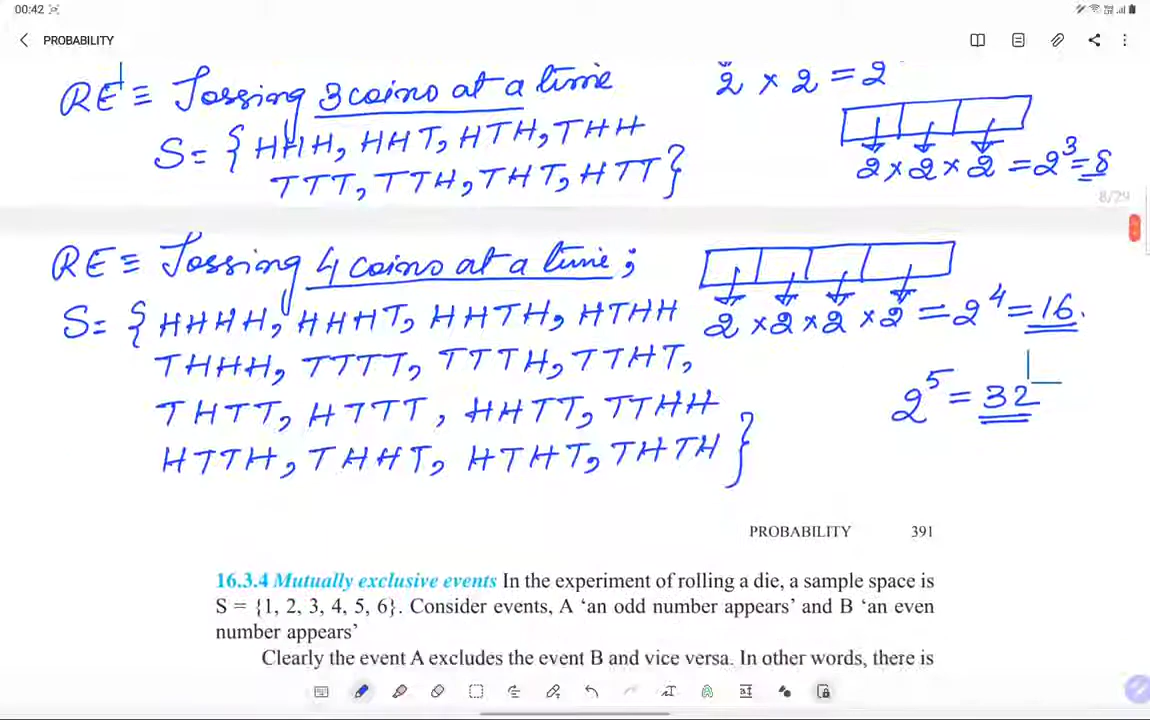 00:42
PROBABILITY
RE ≡ Tossing 3 coins at a time
2 × 2 = 2
S = { HHH, HHT, HTH, THH
TTT, TTH, THT, HTT }
2 × 2 × 2 = 2³ = 8
8/29
RE ≡ Tossing 4 coins at a time ;
S = { HHHH, HHHT, HHTH, HTHH
2 × 2 × 2 × 2 = 2⁴ = 16.
THHH, TTTT, TTTH, TTHT,
2⁵ = 32
THTT, HTTT, HHTT, TTHH
HTTH, THHT, HTHT, THTH }
PROBABILITY 391
16.3.4 Mutually exclusive events In the experiment of rolling a die, a sample space is
S = {1, 2, 3, 4, 5, 6}. Consider events, A ‘an odd number appears’ and B ‘an even
number appears’
Clearly the event A excludes the event B and vice versa. In other words, there is